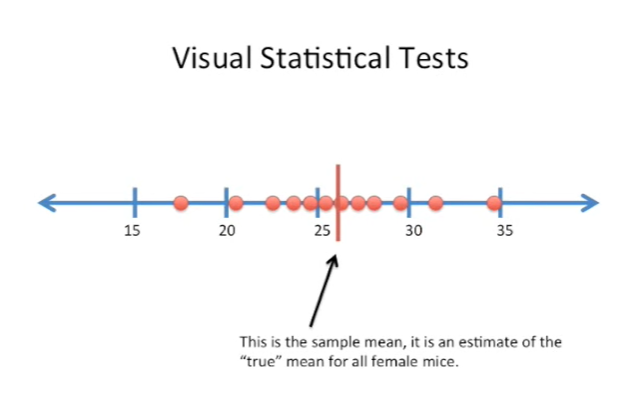 Visual Statistical Tests
15 20 25 30 35
This is the sample mean, it is an estimate of the
“true” mean for all female mice.